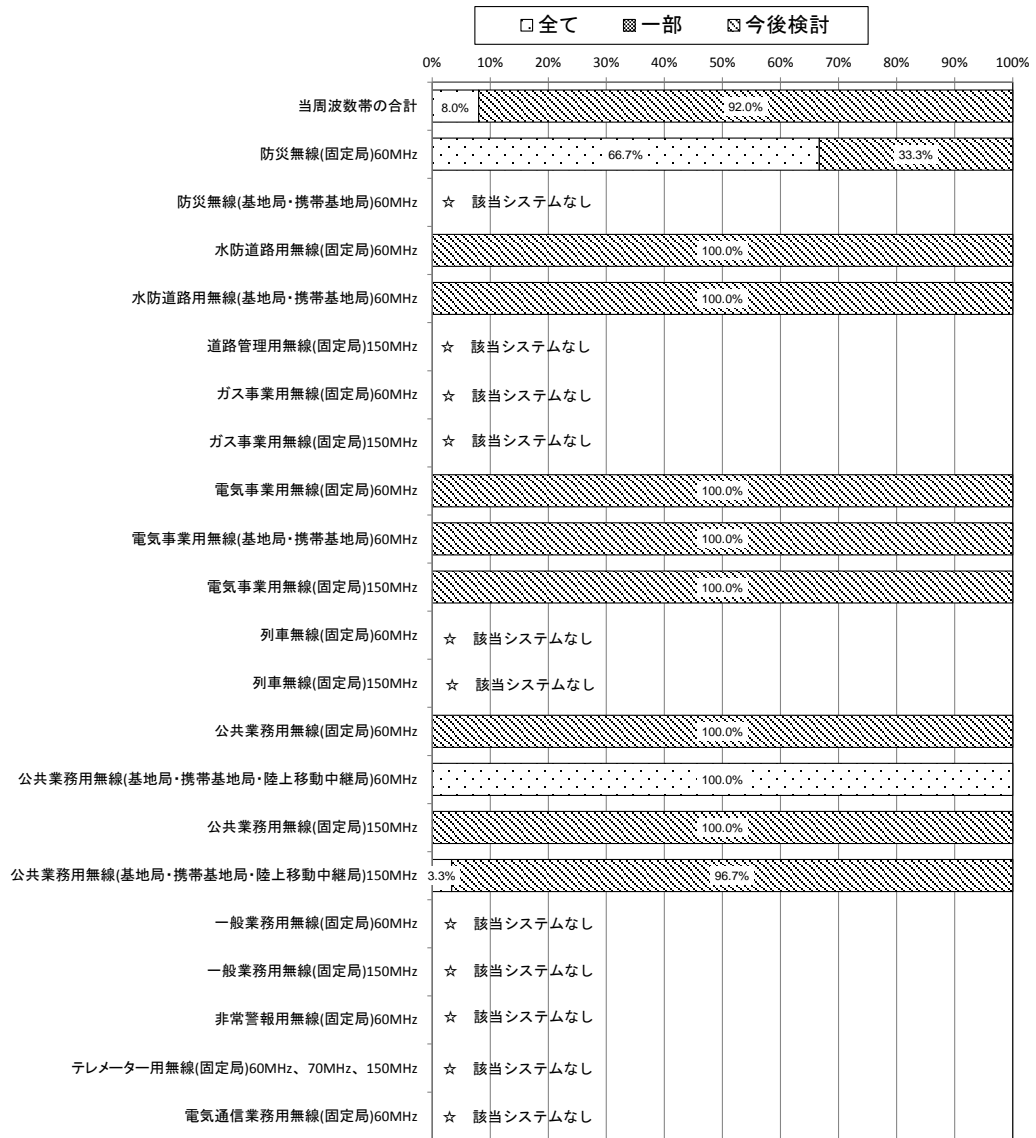 全て 一部 今後検討
0% 10% 20% 30% 40% 50% 60% 70% 80% 90% 100%
当周波数帯の合計 8.0% 92.0%
防災無線(固定局)60MHz 66.7% 33.3%
防災無線(基地局・携帯基地局)60MHz ☆ 該当システムなし
水防道路用無線(固定局)60MHz 100.0%
水防道路用無線(基地局・携帯基地局)60MHz 100.0%
道路管理用無線(固定局)150MHz ☆ 該当システムなし
ガス事業用無線(固定局)60MHz ☆ 該当システムなし
ガス事業用無線(固定局)150MHz ☆ 該当システムなし
電気事業用無線(固定局)60MHz 100.0%
電気事業用無線(基地局・携帯基地局)60MHz 100.0%
電気事業用無線(固定局)150MHz 100.0%
列車無線(固定局)60MHz ☆ 該当システムなし
列車無線(固定局)150MHz ☆ 該当システムなし
公共業務用無線(固定局)60MHz 100.0%
公共業務用無線(基地局・携帯基地局・陸上移動中継局)60MHz 100.0%
公共業務用無線(固定局)150MHz 100.0%
公共業務用無線(基地局・携帯基地局・陸上移動中継局)150MHz 3.3% 96.7%
一般業務用無線(固定局)60MHz ☆ 該当システムなし
一般業務用無線(固定局)150MHz ☆ 該当システムなし
非常警報用無線(固定局)60MHz ☆ 該当システムなし
テレメーター用無線(固定局)60MHz、70MHz、150MHz ☆ 該当システムなし
電気通信業務用無線(固定局)60MHz ☆ 該当システムなし